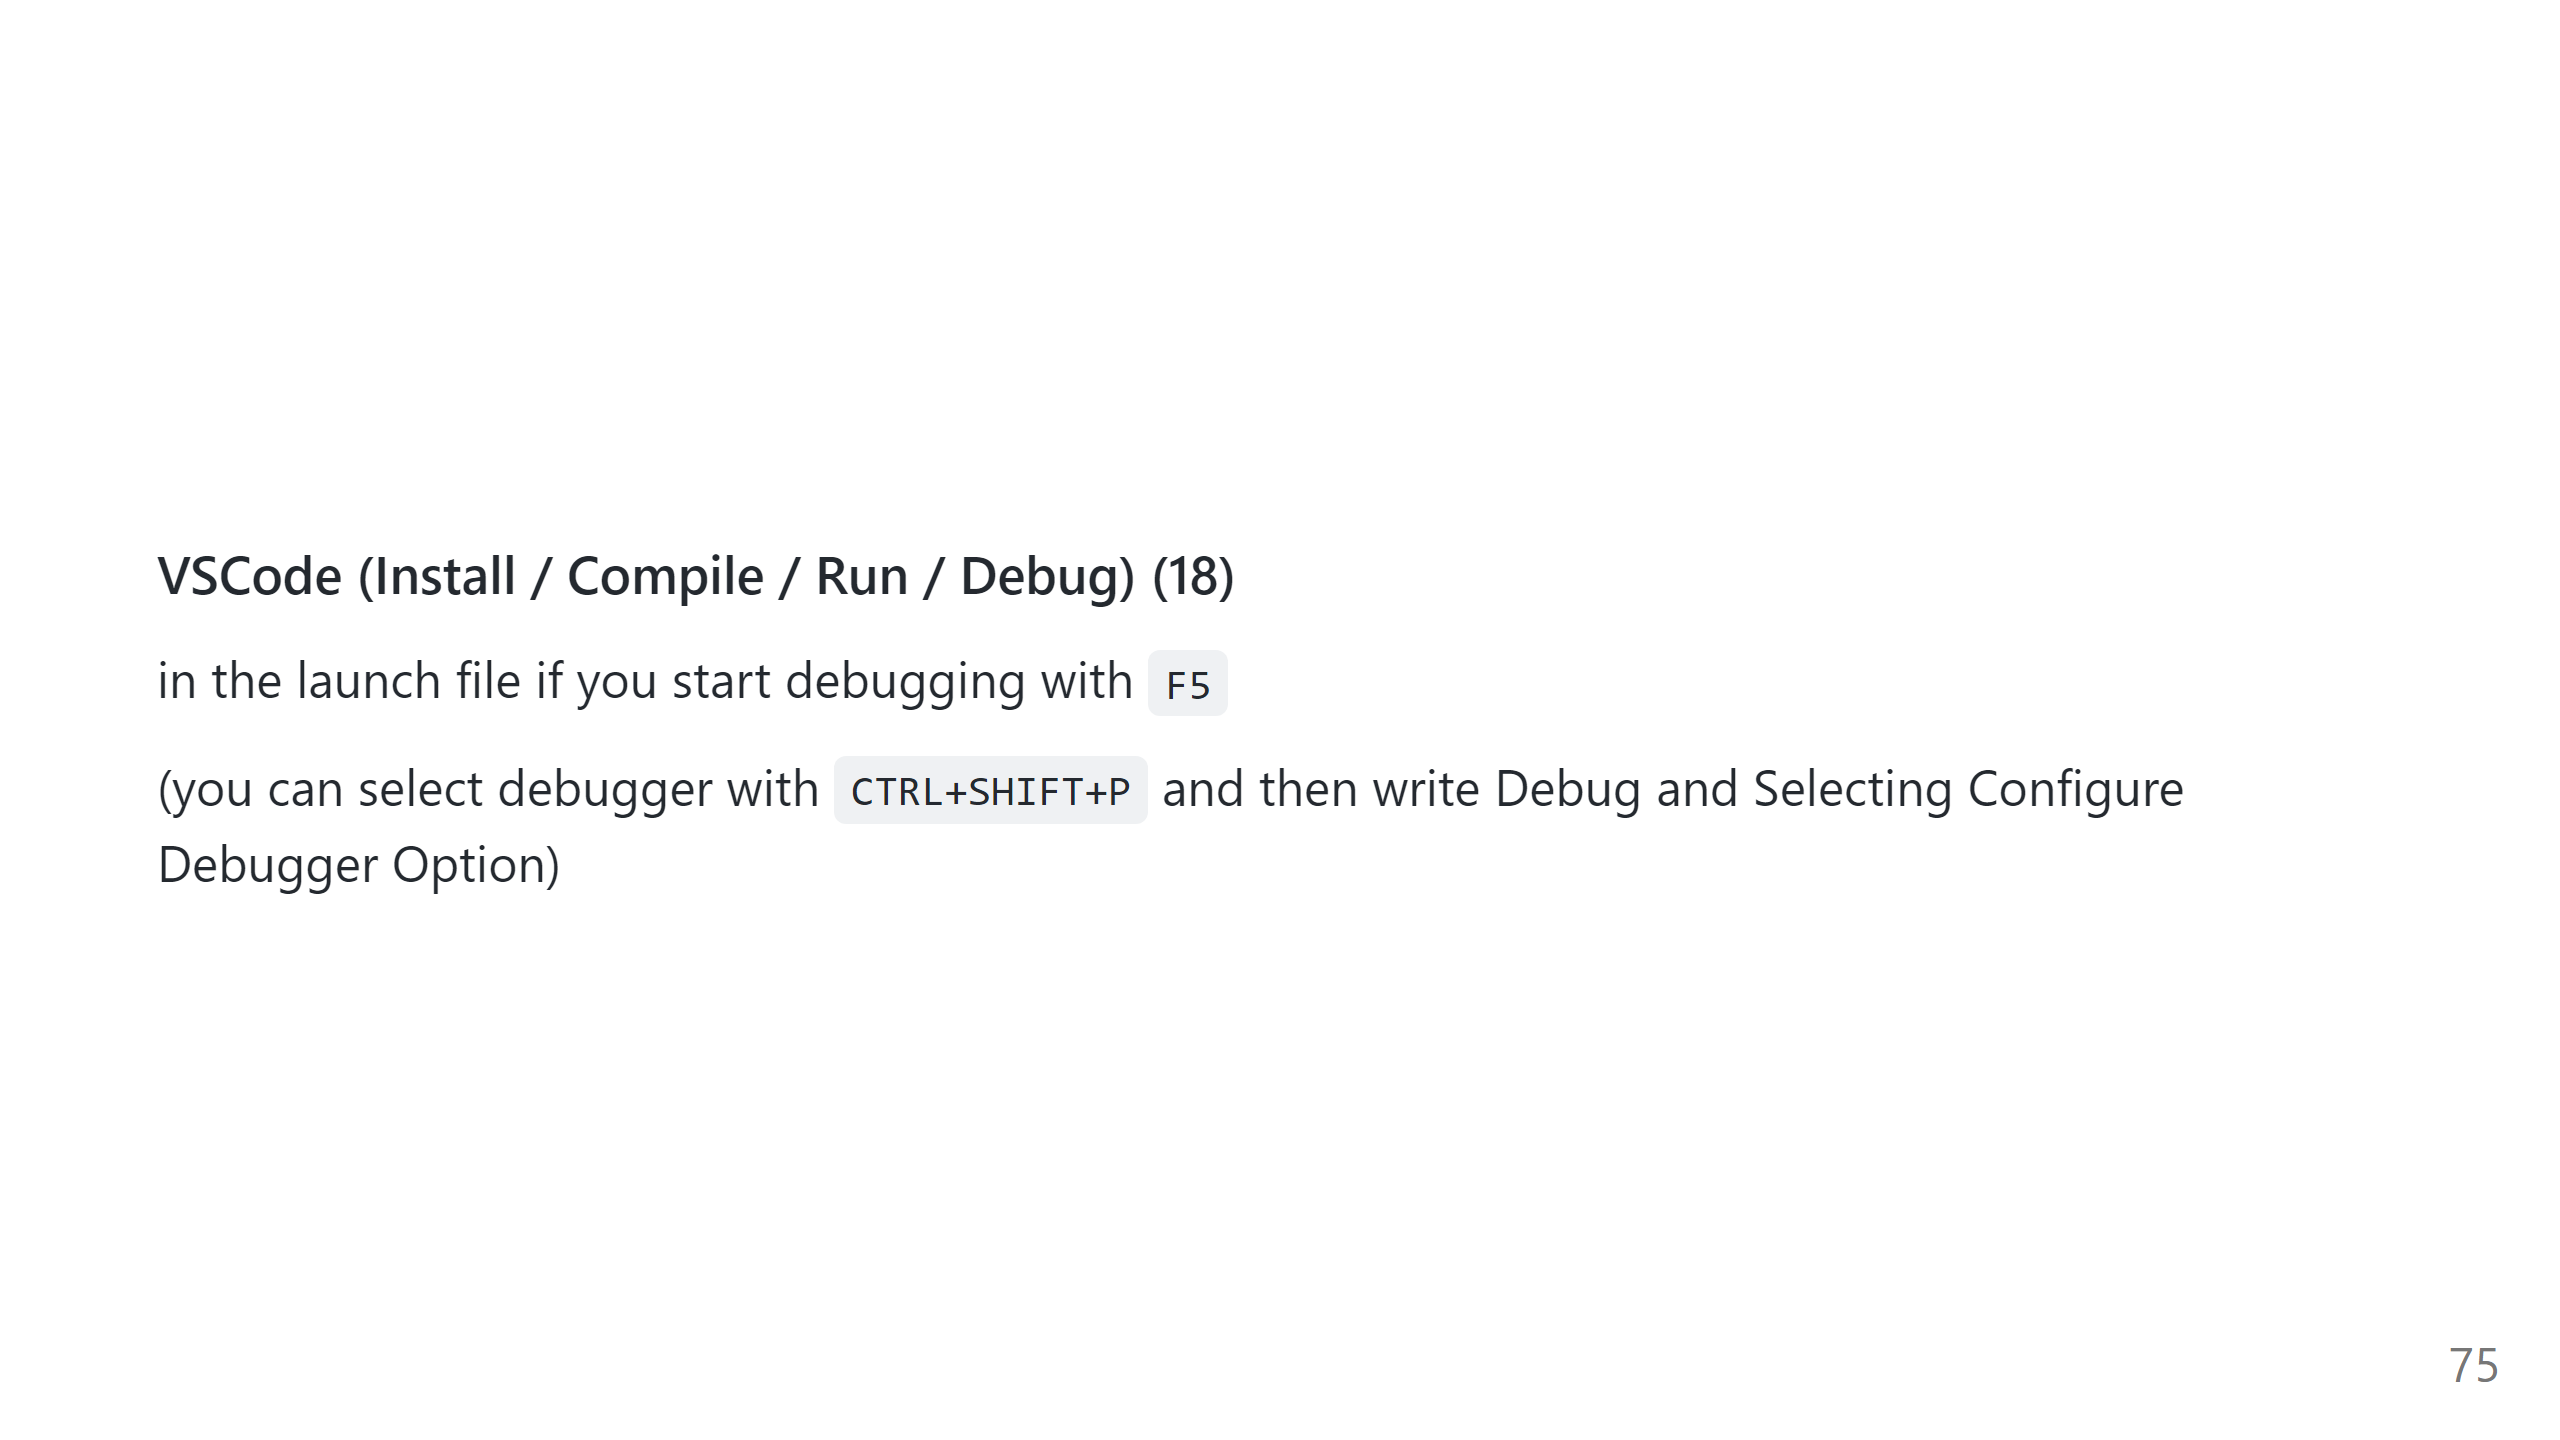 VSCode (Install / Compile / Run / Debug) (18)
in the launch file if you start debugging with F5
(you can select debugger with CTRL+SHIFT+P and then write Debug and Selecting Configure
Debugger Option)
75